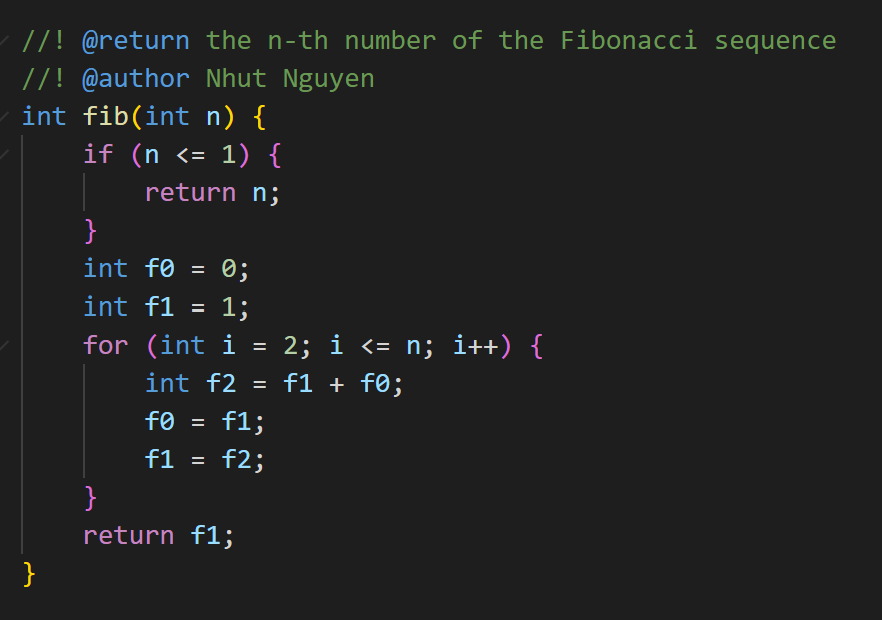 //! @return the n-th number of the Fibonacci sequence
//! @author Nhut Nguyen
int fib(int n) {
    if (n <= 1) {
        return n;
    }
    int f0 = 0;
    int f1 = 1;
    for (int i = 2; i <= n; i++) {
        int f2 = f1 + f0;
        f0 = f1;
        f1 = f2;
    }
    return f1;
}